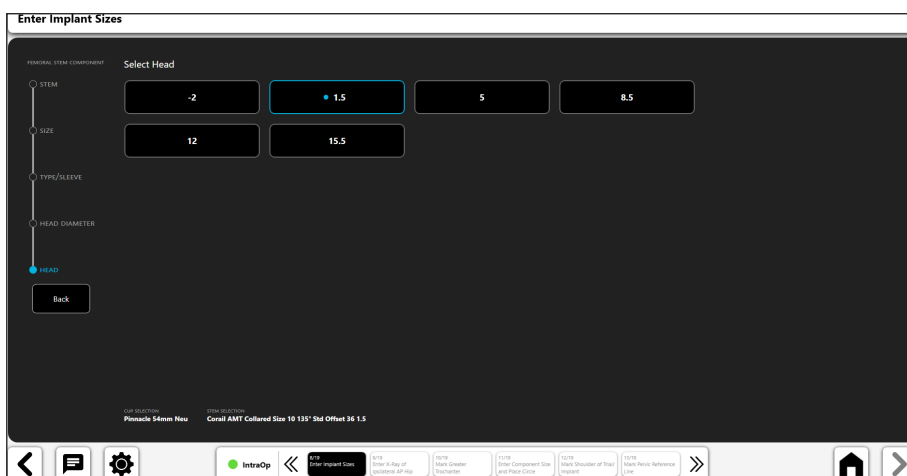 Enter Implant Sizes
FEMORAL STEM COMPONENT
STEM
SIZE
TYPE/SLEEVE
HEAD DIAMETER
HEAD
Back
Select Head
-2
1.5
5
8.5
12
15.5
CUP SELECTION
Pinnacle 54mm Neu
STEM SELECTION
Corail AMT Collared Size 10 135° Std Offset 36 1.5
IntraOp
8/19
Enter Implant Sizes
9/19
Enter X-Ray of
Ipsilateral AP Hip
10/19
Mark Greater
Trochanter
11/19
Enter Component Size
and Place Circle
12/19
Mark Shoulder of Trial/
Implant
13/19
Mark Pelvic Reference
Line